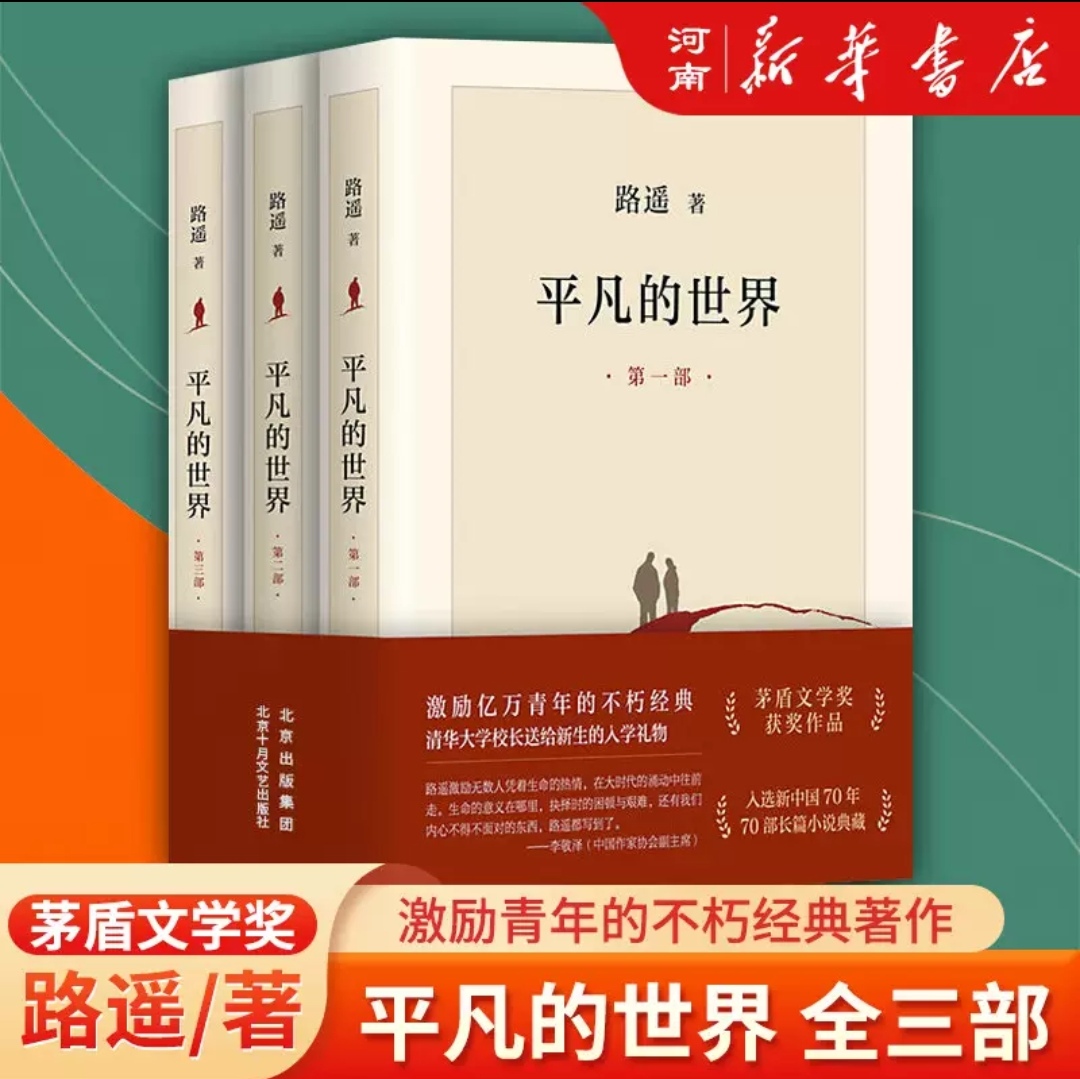 河南 新華書店
路遥 著
平凡的世界
·第一部·
路遥 著
平凡的世界
·第三部·
路遥 著
平凡的世界
·第二部·
路遥 著
平凡的世界
·第一部·
北京出版集团
北京十月文艺出版社
激励亿万青年的不朽经典
清华大学校长送给新生的入学礼物
路遥激励无数人凭着生命的热情，在大时代的涌动中往前
走。生命的意义在哪里，抉择时的困顿与艰难，还有我们
内心不得不面对的东西，路遥都写到了。
——李敬泽（中国作家协会副主席）
茅盾文学奖
获奖作品
入选新中国70年
70部长篇小说典藏
茅盾文学奖
路遥/著
激励青年的不朽经典著作
平凡的世界 全三部